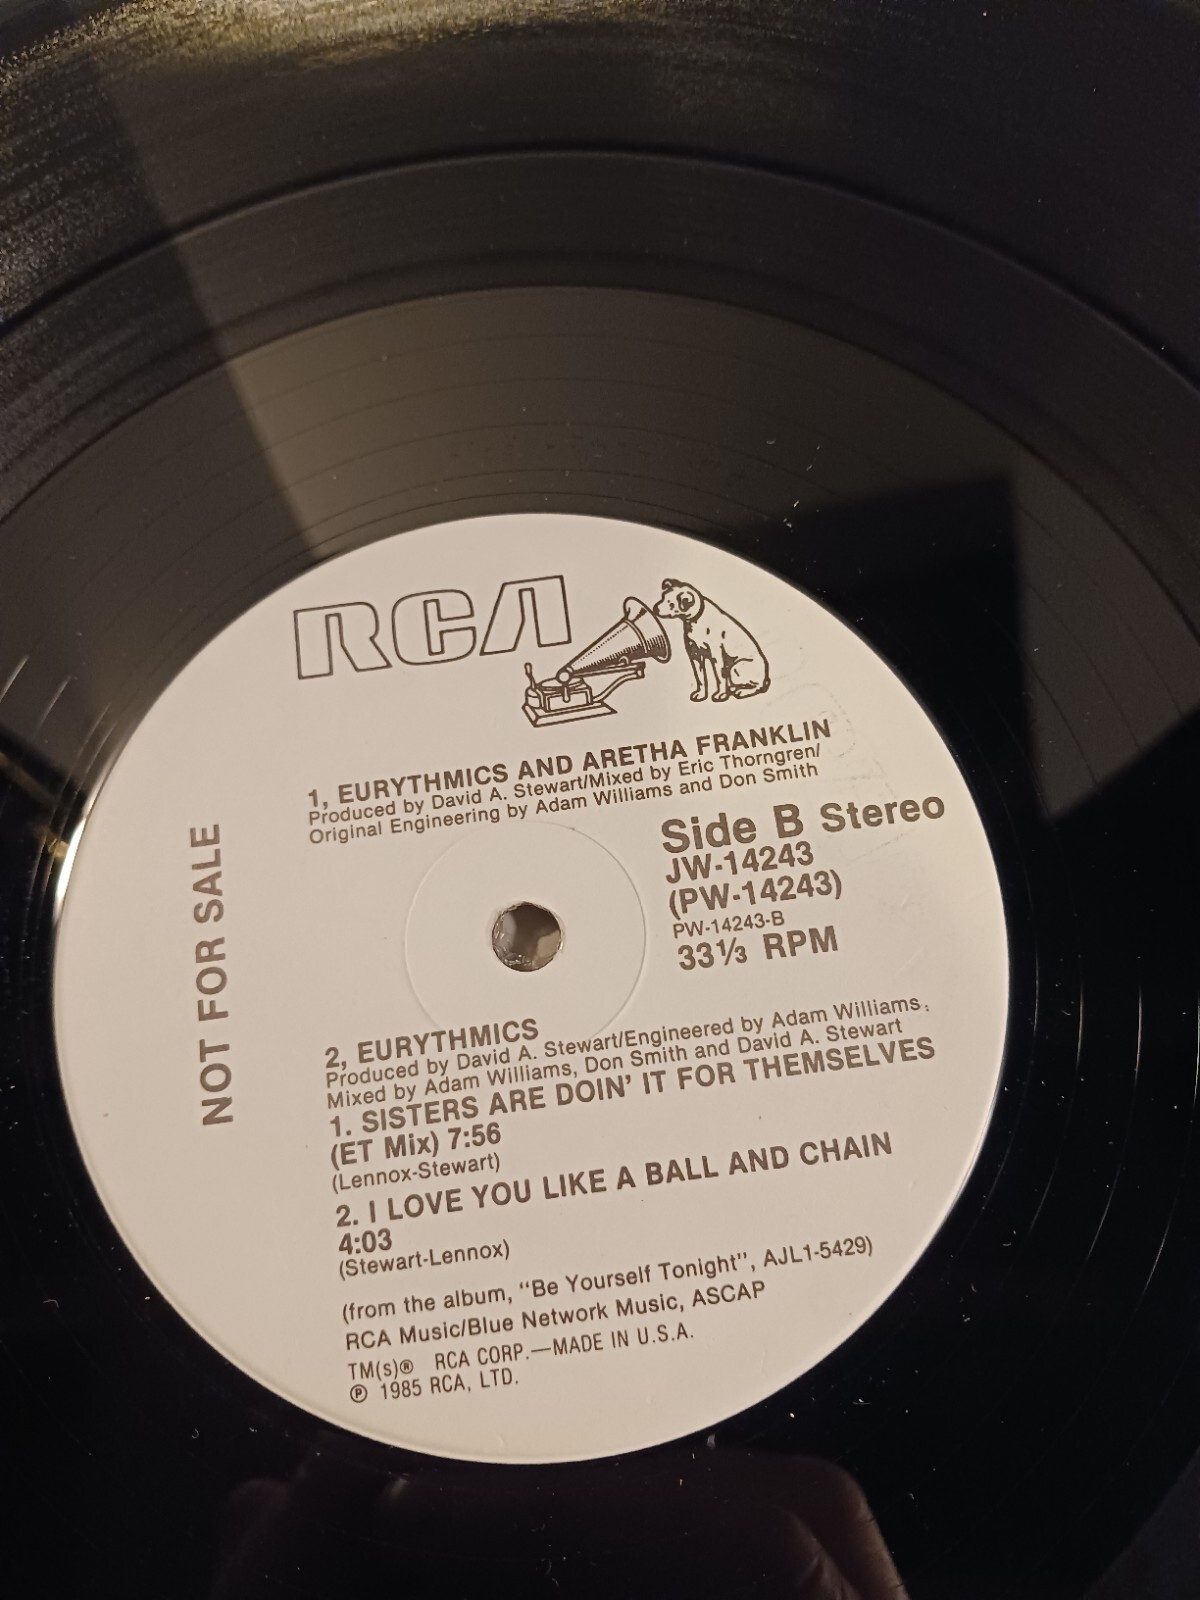 RCA
1, EURYTHMICS AND ARETHA FRANKLIN
Produced by David A. Stewart/Mixed by Eric Thorngren/
Original Engineering by Adam Williams and Don Smith
Side B Stereo
JW-14243
(PW-14243)
PW-14243-B
33⅓ RPM
NOT FOR SALE
2, EURYTHMICS
Produced by David A. Stewart/Engineered by Adam Williams;
Mixed by Adam Williams, Don Smith and David A. Stewart
1. SISTERS ARE DOIN' IT FOR THEMSELVES
(ET Mix) 7:56
(Lennox-Stewart)
2. I LOVE YOU LIKE A BALL AND CHAIN
4:03
(Stewart-Lennox)
(from the album, "Be Yourself Tonight", AJL1-5429)
RCA Music/Blue Network Music, ASCAP
TM(s)® RCA CORP.—MADE IN U.S.A.
℗ 1985 RCA, LTD.